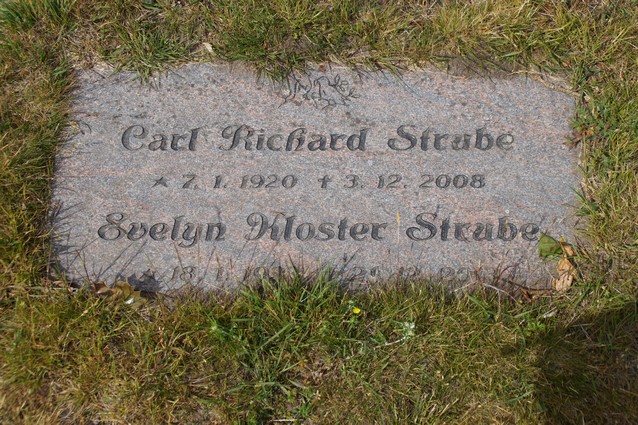 Carl Richard Strube
★ 7. 1. 1920 ✝ 3. 12. 2008
Evelyn Kloster Strube